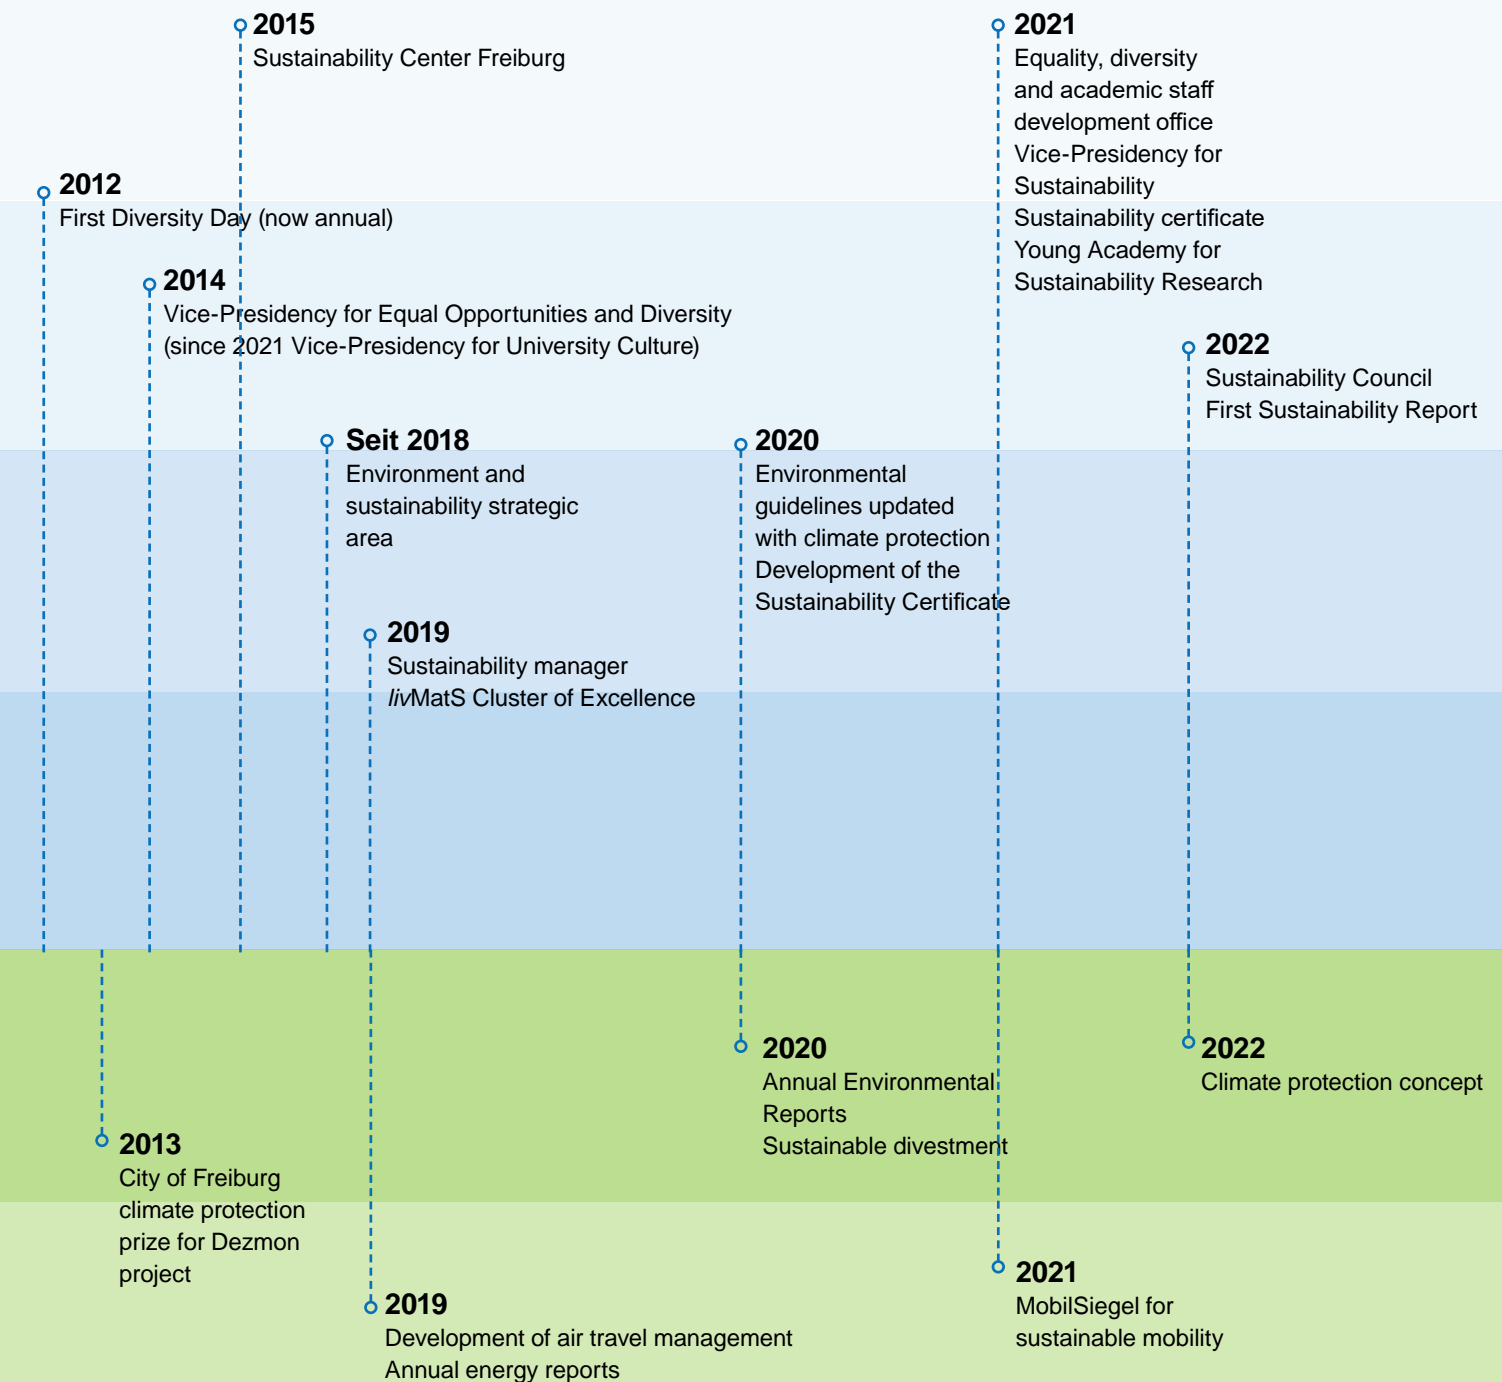 2015
Sustainability Center Freiburg
2012
First Diversity Day (now annual)
2014
Vice-Presidency for Equal Opportunities and Diversity
(since 2021 Vice-Presidency for University Culture)
Seit 2018
Environment and
sustainability strategic
area
2019
Sustainability manager
livMatS Cluster of Excellence
2020
Environmental
guidelines updated
with climate protection
Development of the
Sustainability Certificate
2021
Equality, diversity
and academic staff
development office
Vice-Presidency for
Sustainability
Sustainability certificate
Young Academy for
Sustainability Research
2022
Sustainability Council
First Sustainability Report
2013
City of Freiburg
climate protection
prize for Dezmon
project
2019
Development of air travel management
Annual energy reports
2020
Annual Environmental
Reports
Sustainable divestment
2021
MobilSiegel for
sustainable mobility
2022
Climate protection concept